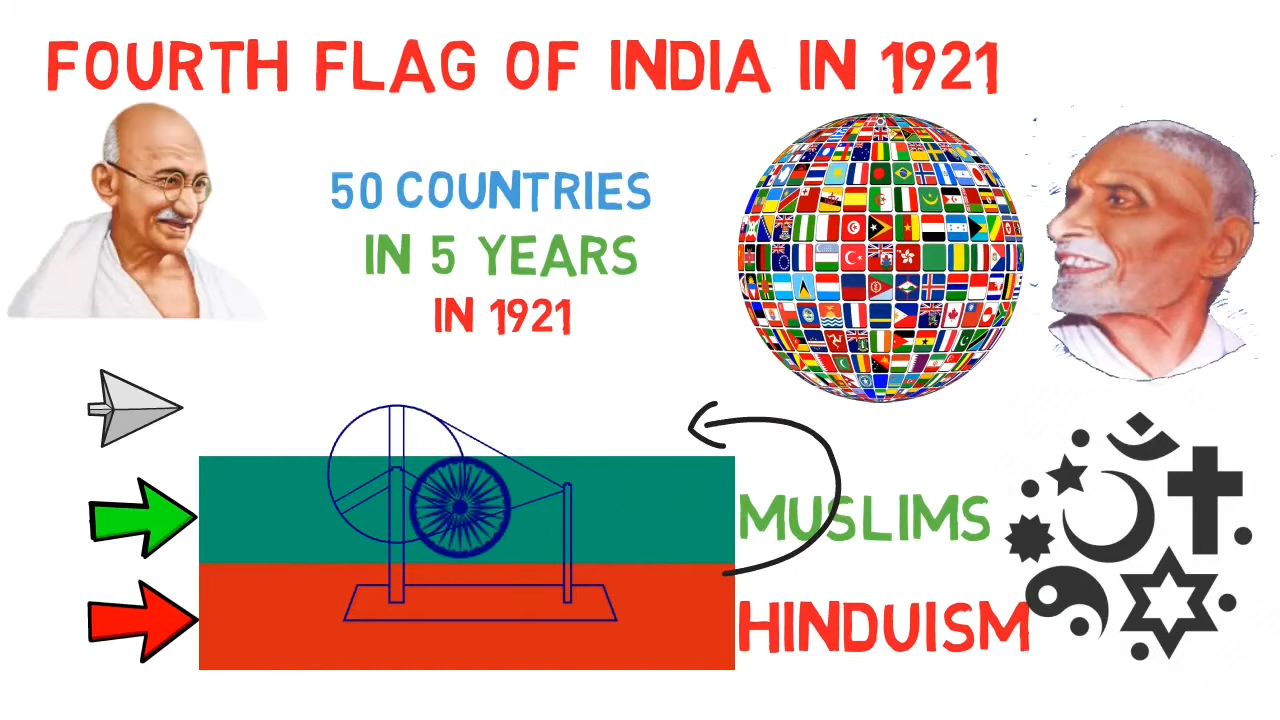 FOURTH FLAG OF INDIA IN 1921
50 COUNTRIES
IN 5 YEARS
IN 1921
MUSLIMS
HINDUISM